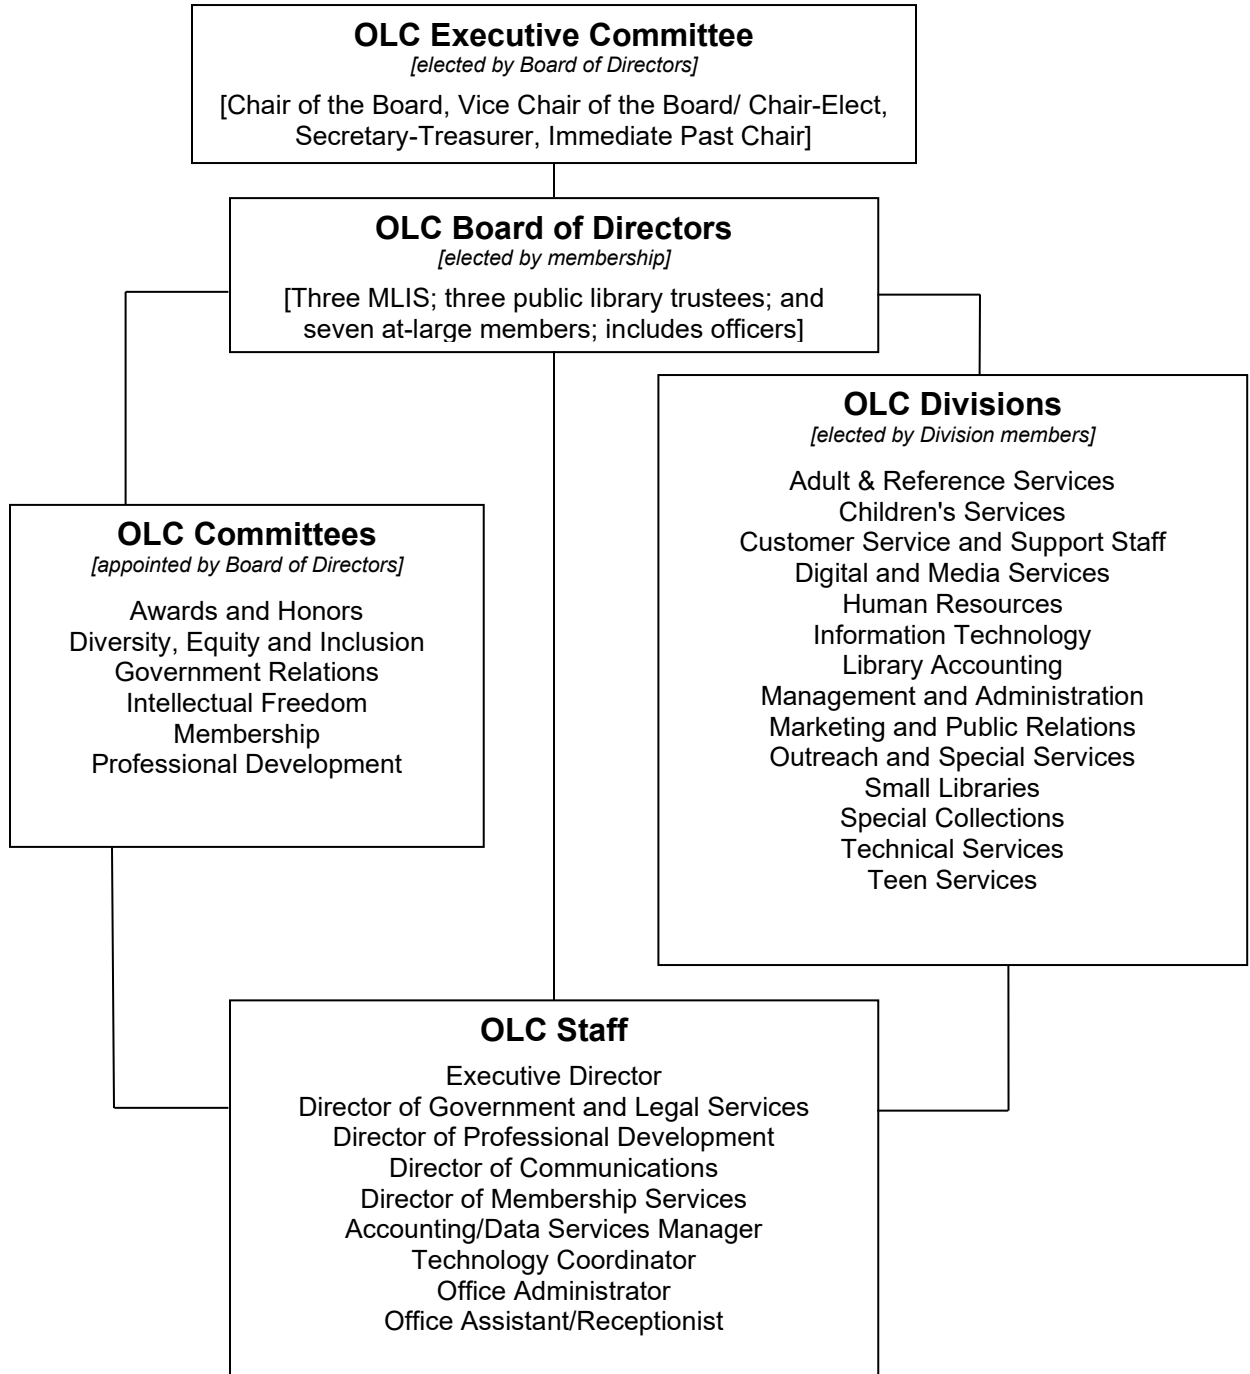 OLC Executive Committee
[elected by Board of Directors]
[Chair of the Board, Vice Chair of the Board/ Chair-Elect,
Secretary-Treasurer, Immediate Past Chair]
OLC Board of Directors
[elected by membership]
[Three MLIS; three public library trustees; and
seven at-large members; includes officers]
OLC Divisions
[elected by Division members]
Adult & Reference Services
Children's Services
Customer Service and Support Staff
Digital and Media Services
Human Resources
Information Technology
Library Accounting
Management and Administration
Marketing and Public Relations
Outreach and Special Services
Small Libraries
Special Collections
Technical Services
Teen Services
OLC Committees
[appointed by Board of Directors]
Awards and Honors
Diversity, Equity and Inclusion
Government Relations
Intellectual Freedom
Membership
Professional Development
OLC Staff
Executive Director
Director of Government and Legal Services
Director of Professional Development
Director of Communications
Director of Membership Services
Accounting/Data Services Manager
Technology Coordinator
Office Administrator
Office Assistant/Receptionist